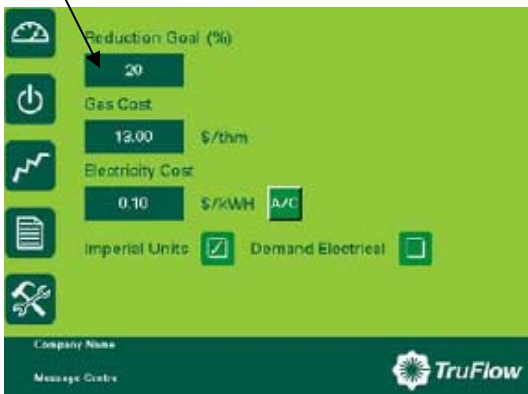 Reduction Goal (%)
20
Gas Cost
13.00 $/thm
Electricity Cost
0.10 $/kWH A/C
Imperial Units Demand Electrical
Company Name
Message Centre
TruFlow